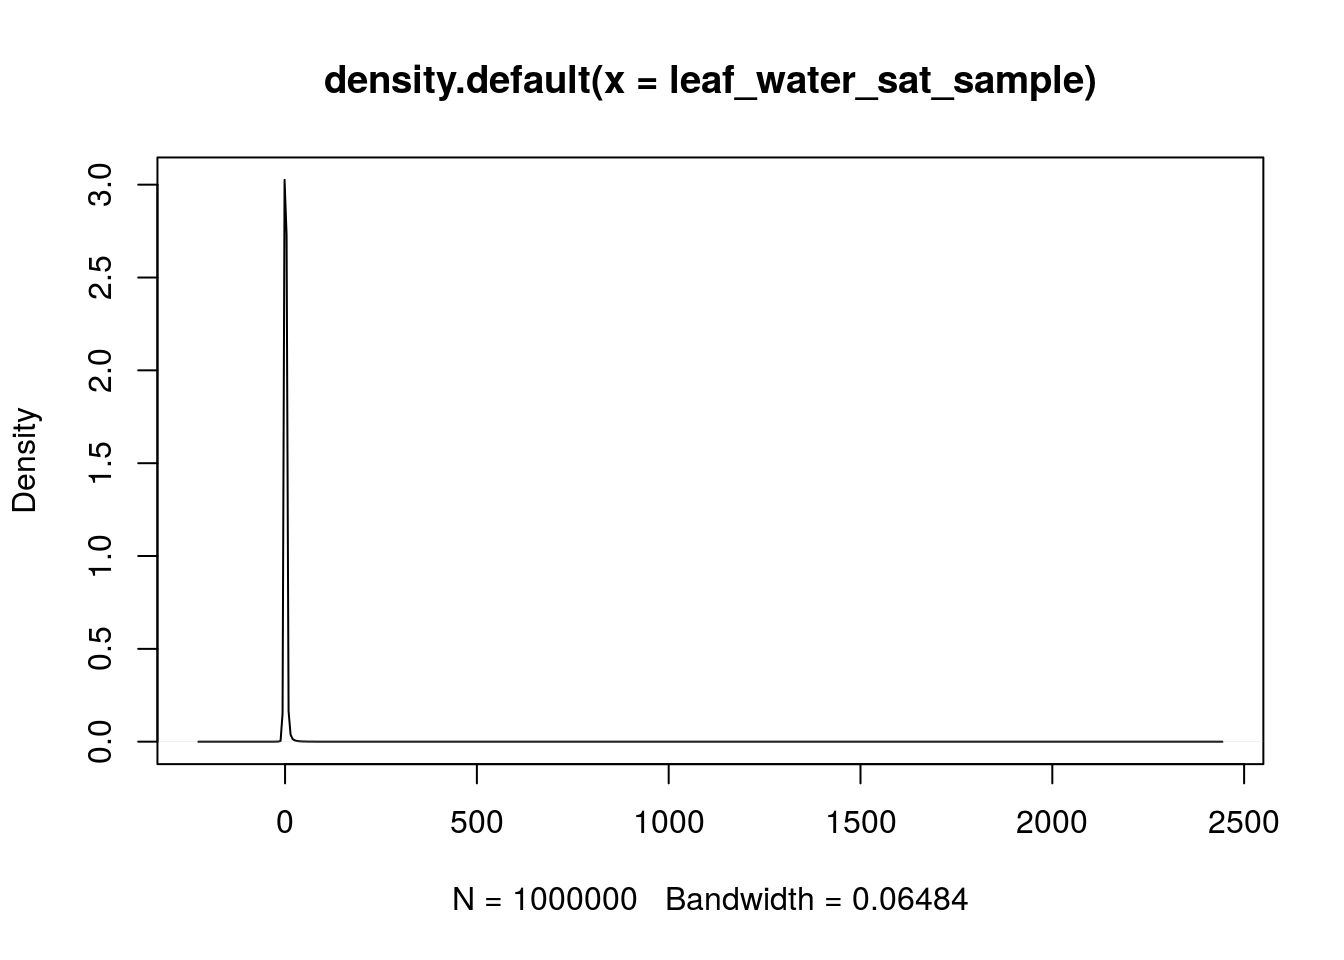 density.default(x = leaf_water_sat_sample)
Density
3.0
2.5
2.0
1.5
1.0
0.5
0.0
0 500 1000 1500 2000 2500
N = 1000000 Bandwidth = 0.06484